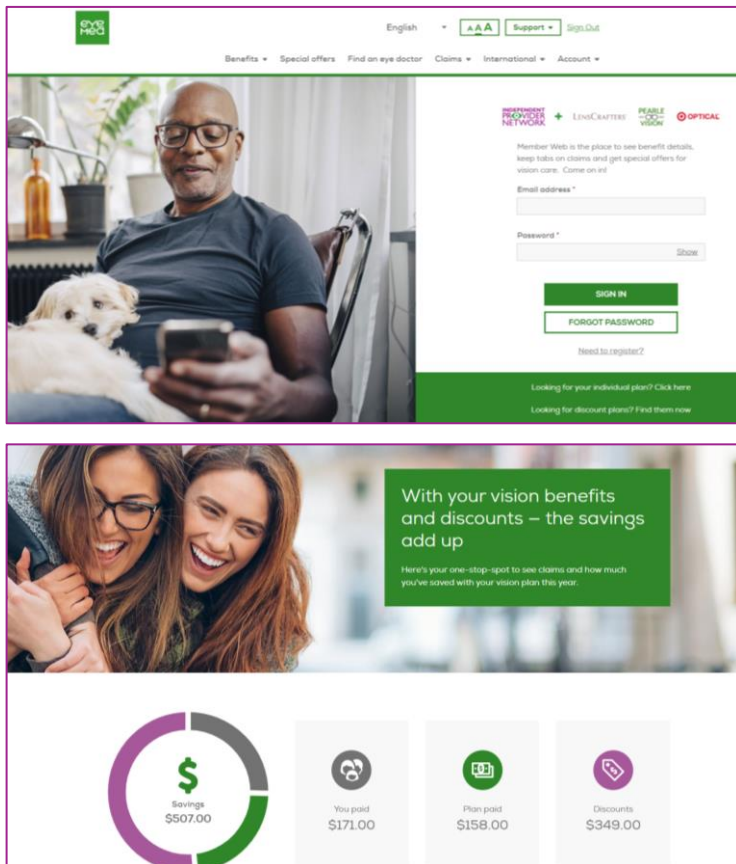 eye
Med
English
A A A
Support
Sign Out
Benefits
Special offers
Find an eye doctor
Claims
International
Account
INDEPENDENT
PROVIDER
NETWORK
+
LENSCRAFTERS
PEARLE
VISION
OPTICAL
Member Web is the place to see benefit details,
keep tabs on claims and get special offers for
vision care. Come on in!
Email address *
Password *
Show
SIGN IN
FORGOT PASSWORD
Need to register?
Looking for your individual plan? Click here
Looking for discount plans? Find them now
With your vision benefits
and discounts – the savings
add up
Here's your one-stop-spot to see claims and how much
you've saved with your vision plan this year.
$
Savings
$507.00
You paid
$171.00
Plan paid
$158.00
Discounts
$349.00